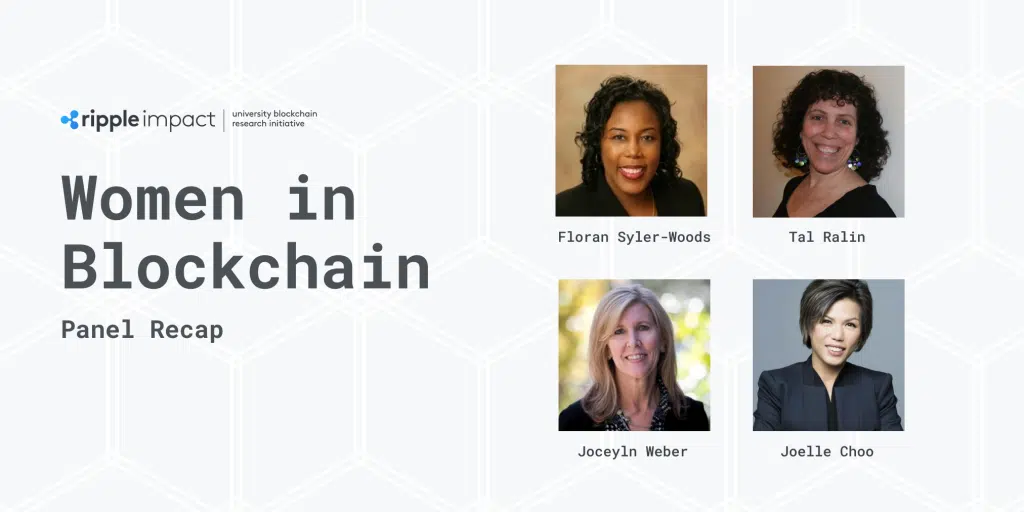 ripple impact
university blockchain
research initiative
Women in
Blockchain
Panel Recap
Floran Syler-Woods
Tal Ralin
Joceyln Weber
Joelle Choo